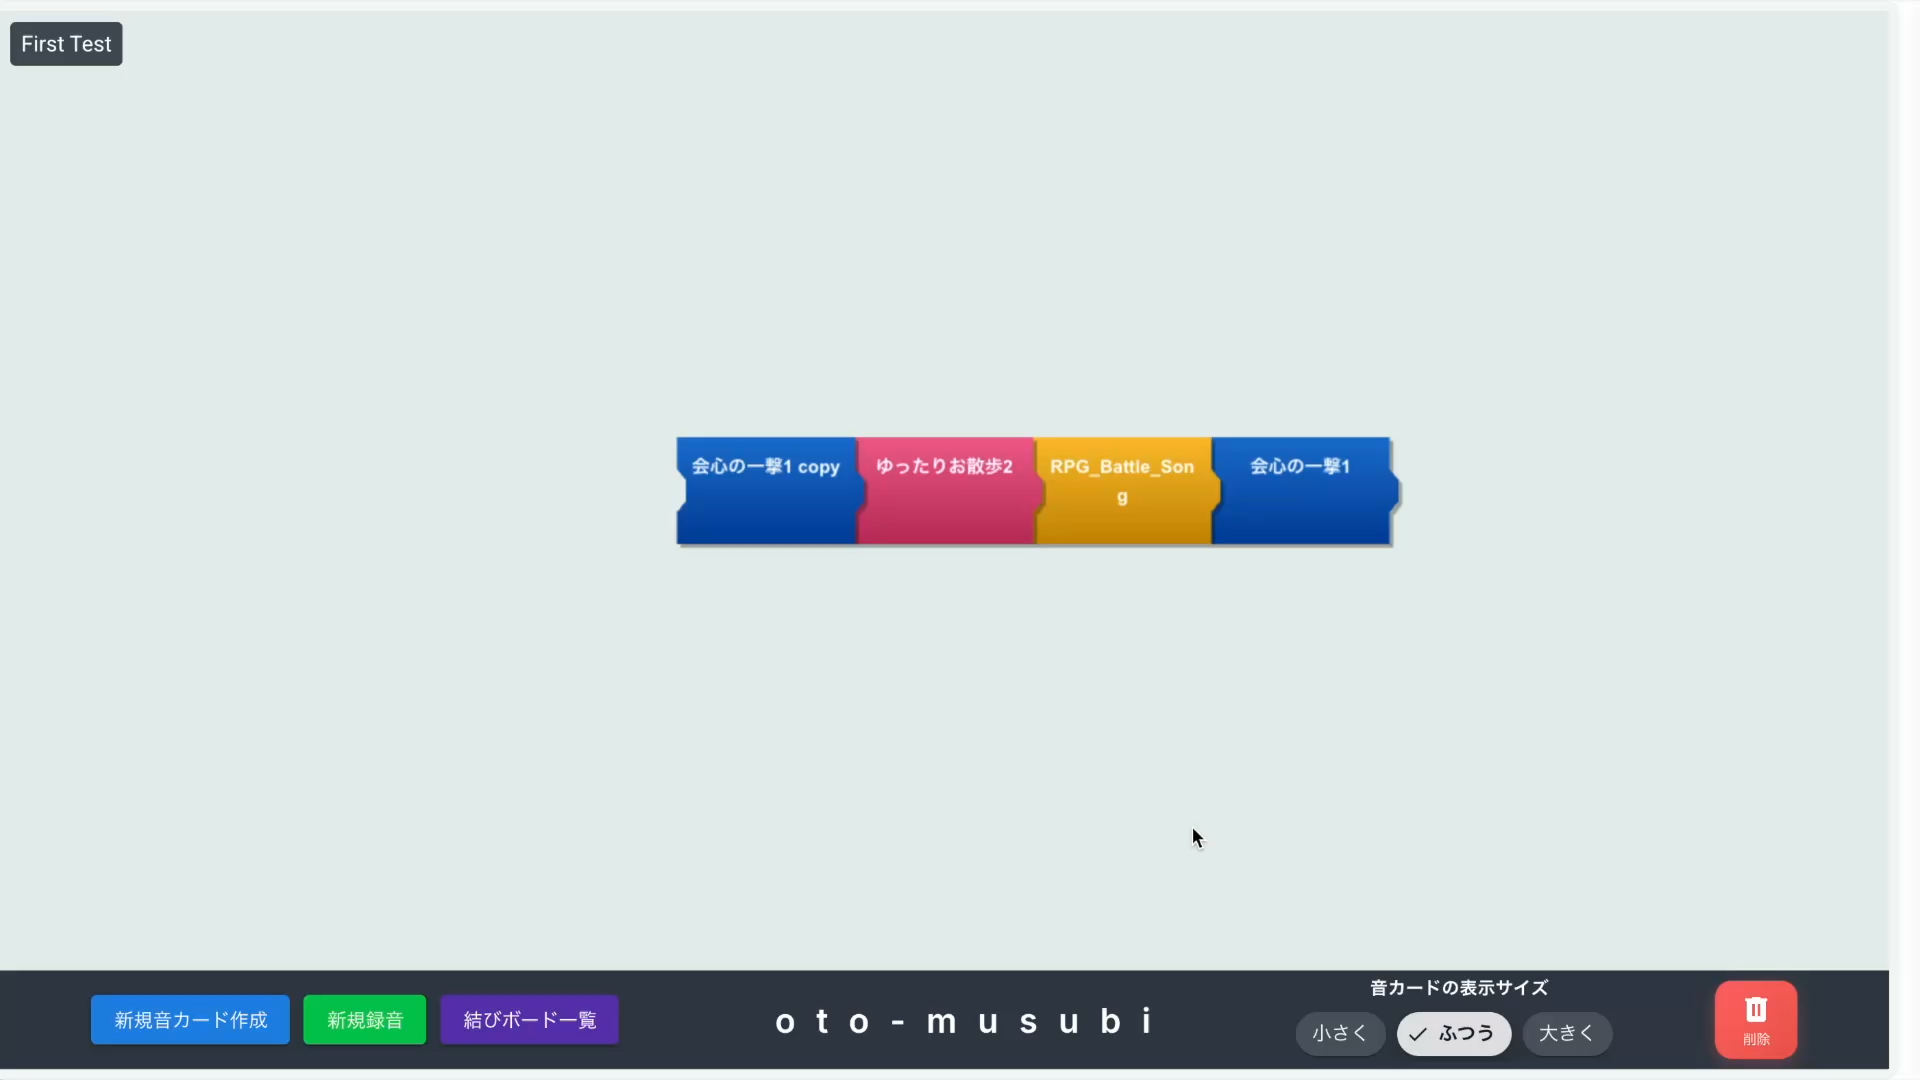 First Test
会心の一撃1 copy
ゆったりお散歩2
RPG_Battle_Son
g
会心の一撃1
新規音カード作成
新規録音
結びボード一覧
oto-musubi
音カードの表示サイズ
小さく
ふつう
大きく
削除